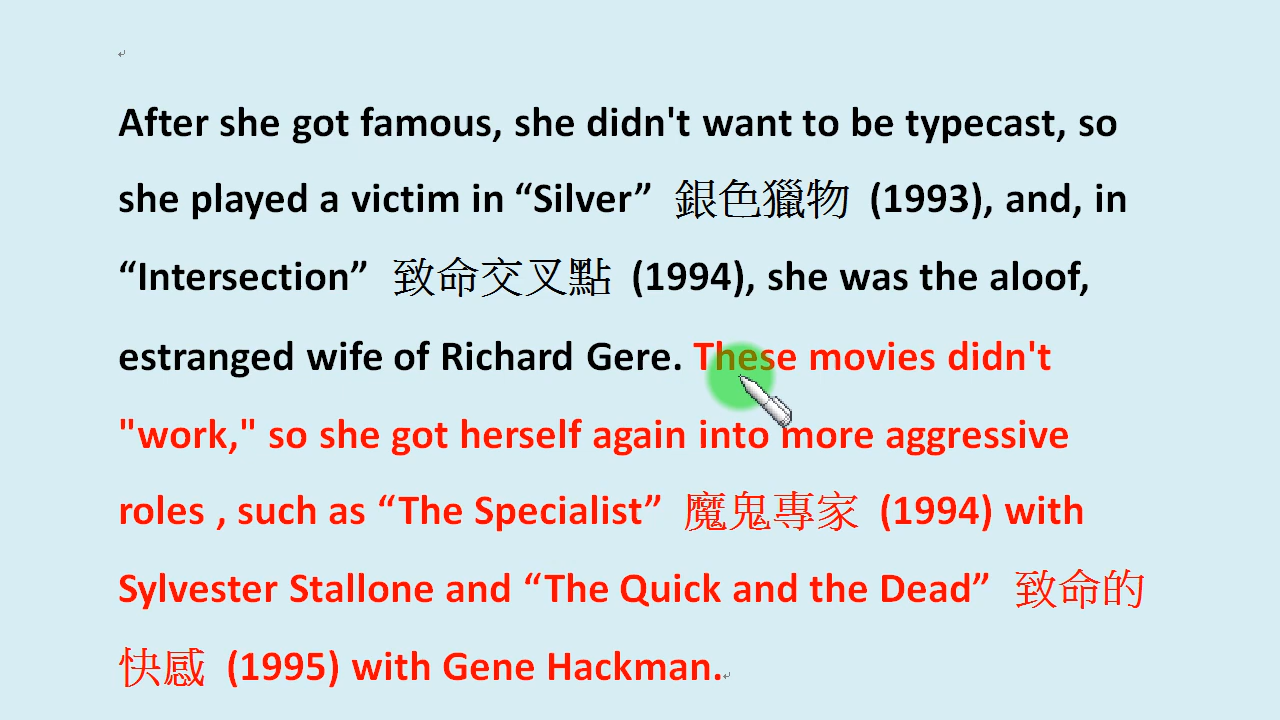 After she got famous, she didn't want to be typecast, so
she played a victim in “Silver” 銀色獵物 (1993), and, in
“Intersection” 致命交叉點 (1994), she was the aloof,
estranged wife of Richard Gere. These movies didn't
"work," so she got herself again into more aggressive
roles , such as “The Specialist” 魔鬼專家 (1994) with
Sylvester Stallone and “The Quick and the Dead” 致命的
快感 (1995) with Gene Hackman.